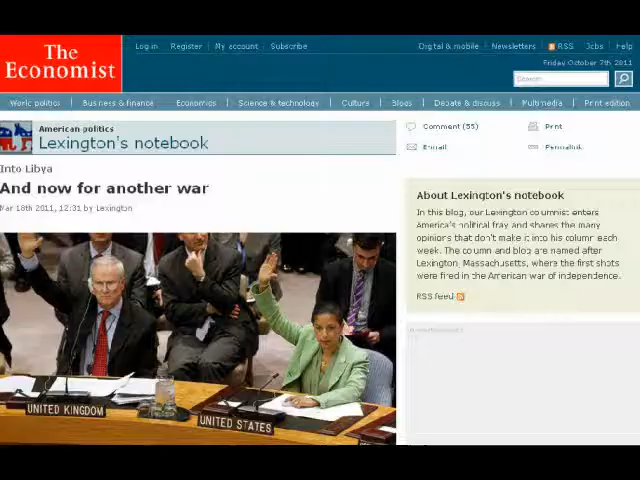 The
Economist
Log in Register My account Subscribe
Digital & mobile Newsletters RSS Jobs Help
Friday October 7th 2011
Search
World politics Business & finance Economics Science & technology Culture Blogs Debate & discuss Multimedia Print edition
American politics
Lexington's notebook
Comment (55) Print
E-mail Permalink
Into Libya
And now for another war
Mar 18th 2011, 12:31 by Lexington
About Lexington's notebook
In this blog, our Lexington columnist enters
America's political fray and shares the many
opinions that don't make it into his column each
week. The column and blog are named after
Lexington, Massachusetts, where the first shots
were fired in the American war of independence.
RSS feed
Advertisement
UNITED KINGDOM
UNITED STATES